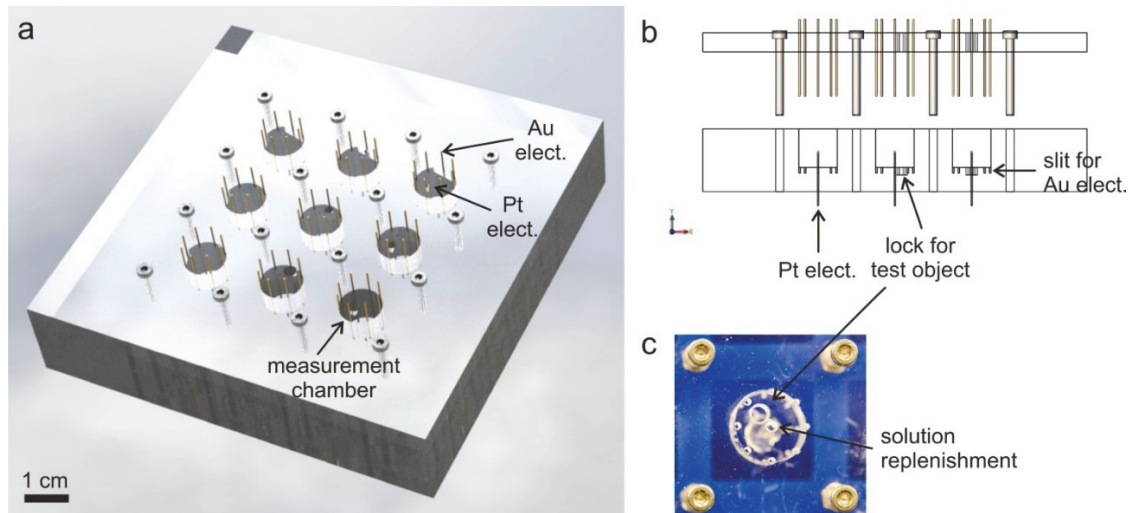 a
Au
elect.
Pt
elect.
measurement
chamber
1 cm
b
slit for
Au elect.
Y
X
Pt elect.
lock for
test object
c
solution
replenishment